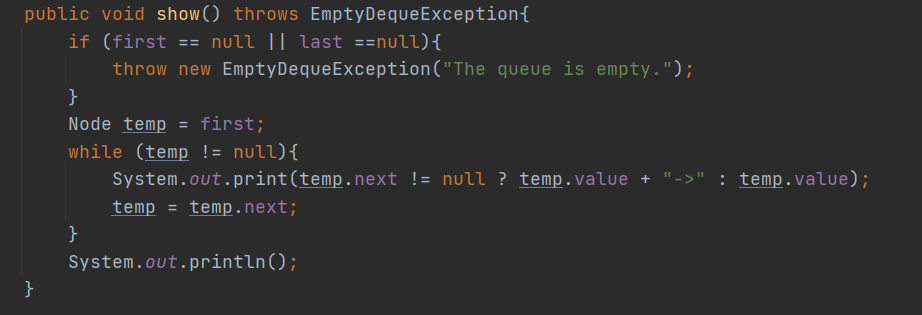 public void show() throws EmptyDequeException{
    if (first == null || last ==null){
        throw new EmptyDequeException("The queue is empty.");
    }
    Node temp = first;
    while (temp != null){
        System.out.print(temp.next != null ? temp.value + "->" : temp.value);
        temp = temp.next;
    }
    System.out.println();
}